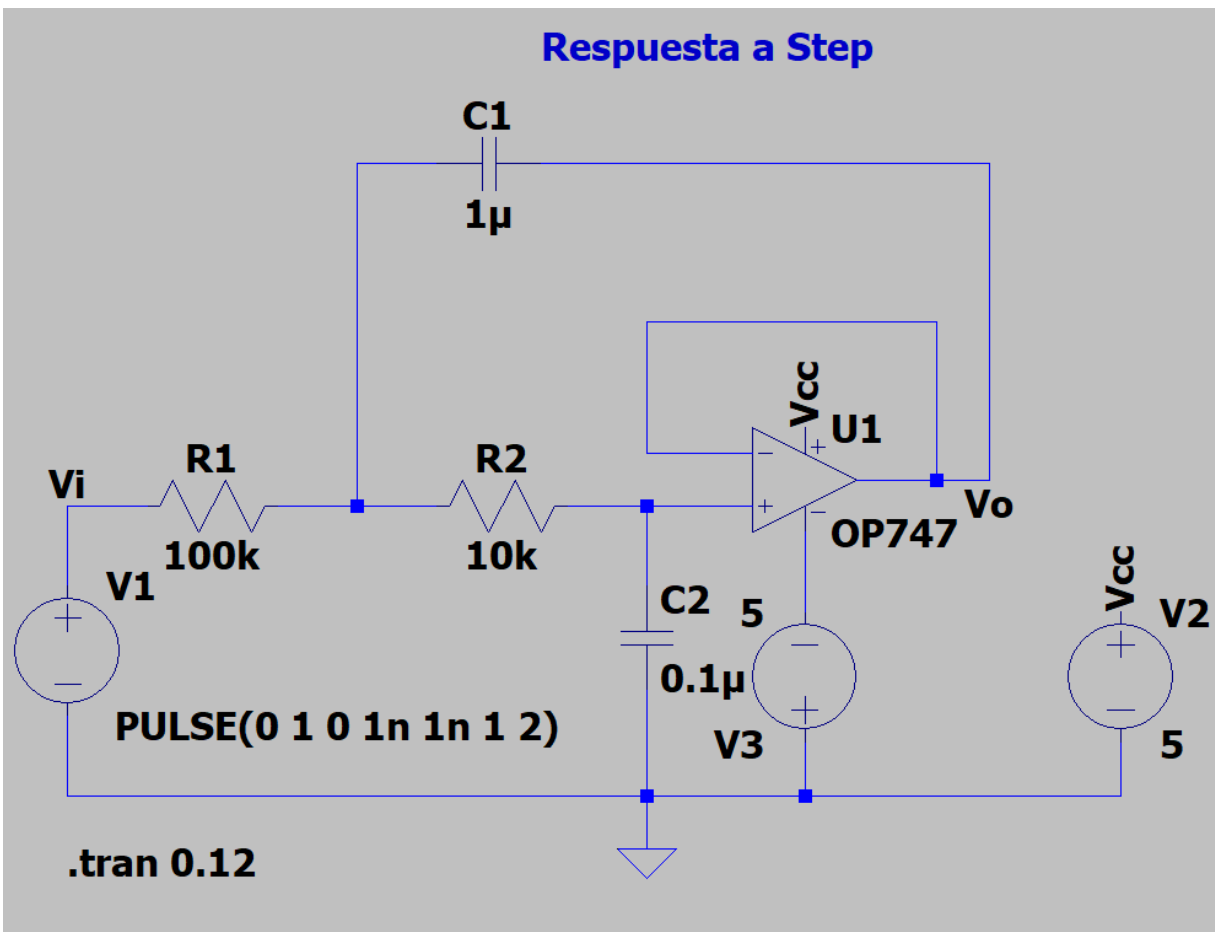 Respuesta a Step
C1
1µ
Vcc
U1
R1
R2
Vi
100k
10k
Vo
OP747
V1
C2
0.1µ
5
V3
Vcc
V2
5
PULSE(0 1 0 1n 1n 1 2)
.tran 0.12